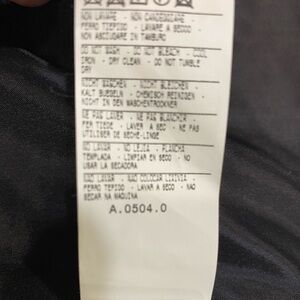 NON LAVARE - NON CANDEGGIARE
FERRO TIEPIDO - LAVARE A SECCO -
NON ASCIUGARE IN TAMBURO
DO NOT WASH - DO NOT BLEACH - COOL
IRON - DRY CLEAN - DO NOT TUMBLE
DRY
NICHT WASCHEN - NICHT BLEICHEN -
KALT BUEGELN - CHEMISCH REINIGEN -
NICHT IN DEN WASCHENTROCKNER
NE PAS LAVER - NE PAS BLANCHIR -
FER TIEDE - LAVER A SEC - NE PAS
UTILISER DE SECHE-LINGE
NO LAVAR - NO LEJIA - PLANCHA
TEMPLADA - LIMPIAR EN SECO - NO
USAR LA SECADORA
NAO LAVAR - NAO COLOCAR LIXIVIA -
FERRO TEPIDO - LAVAR A SECO - NAO
SECAR NA MAQUINA
A.0504.0